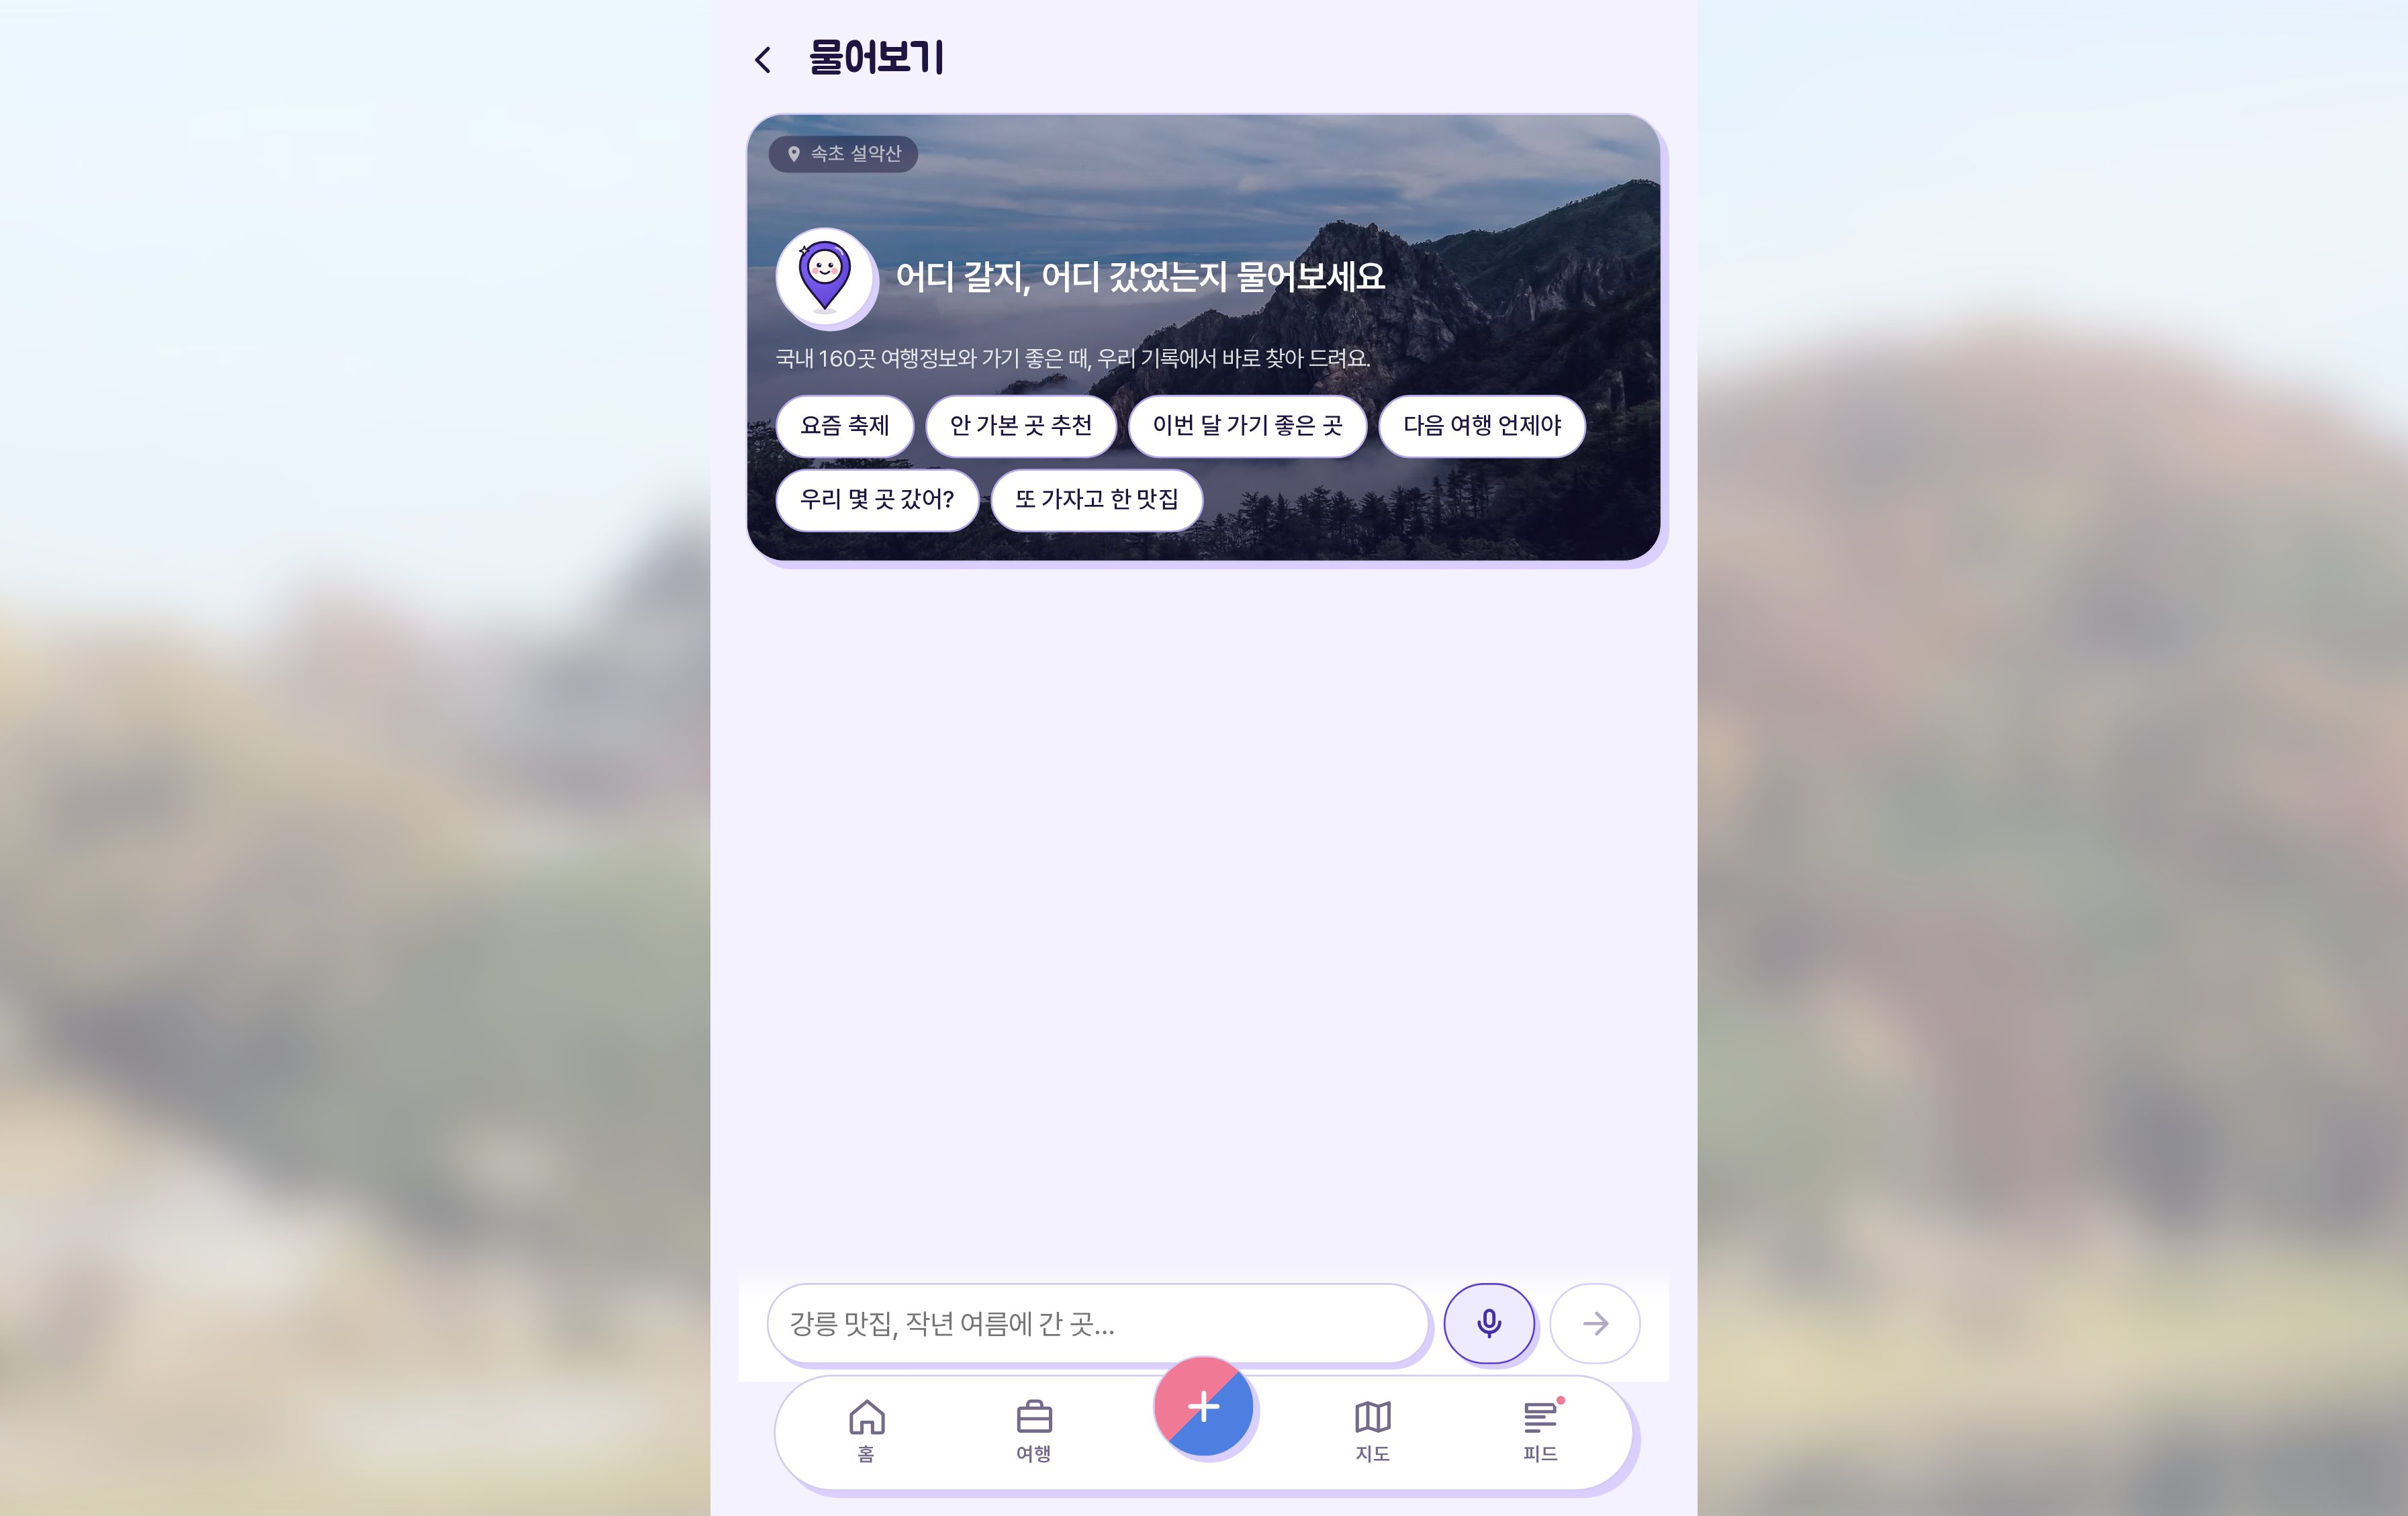 물어보기
속초 설악산
어디 갈지, 어디 갔었는지 물어보세요
국내 160곳 여행정보와 가기 좋은 때, 우리 기록에서 바로 찾아 드려요.
요즘 축제
안 가본 곳 추천
이번 달 가기 좋은 곳
다음 여행 언제야
우리 몇 곳 갔어?
또 가자고 한 맛집
강릉 맛집, 작년 여름에 간 곳...
홈
여행
지도
피드